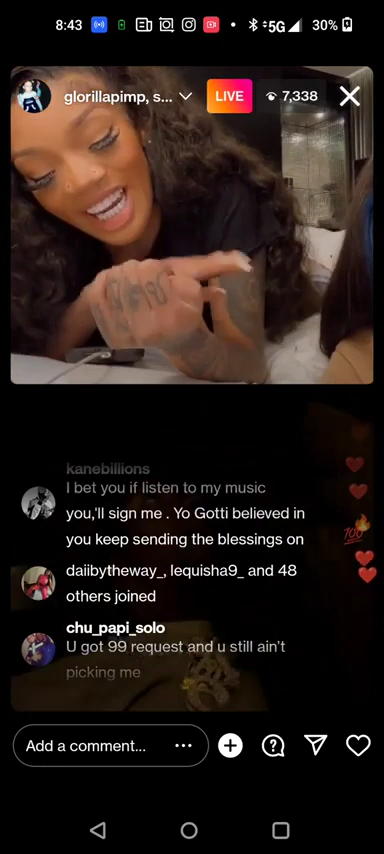 8:43
5G
30%
glorillapimp, s...
LIVE
7,338
kanebillions
I bet you if listen to my music
you,'ll sign me . Yo Gotti believed in
you keep sending the blessings on
daiibytheway_, lequisha9_ and 48
others joined
100
chu_papi_solo
U got 99 request and u still ain't
picking me
Add a comment...